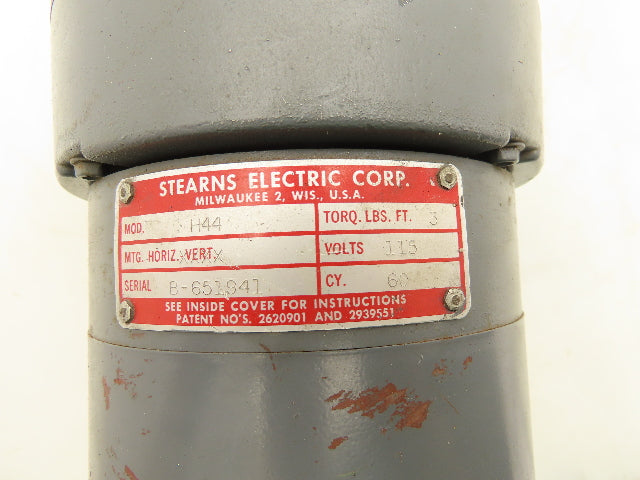 STEARNS ELECTRIC CORP.
MILWAUKEE 2, WIS., U.S.A.
MOD. H44 TORQ. LBS. FT. 3
MTG. HORIZ. VERT. VOLTS 115
SERIAL B-651841 CY. 60
SEE INSIDE COVER FOR INSTRUCTIONS
PATENT NO'S. 2620901 AND 2939551